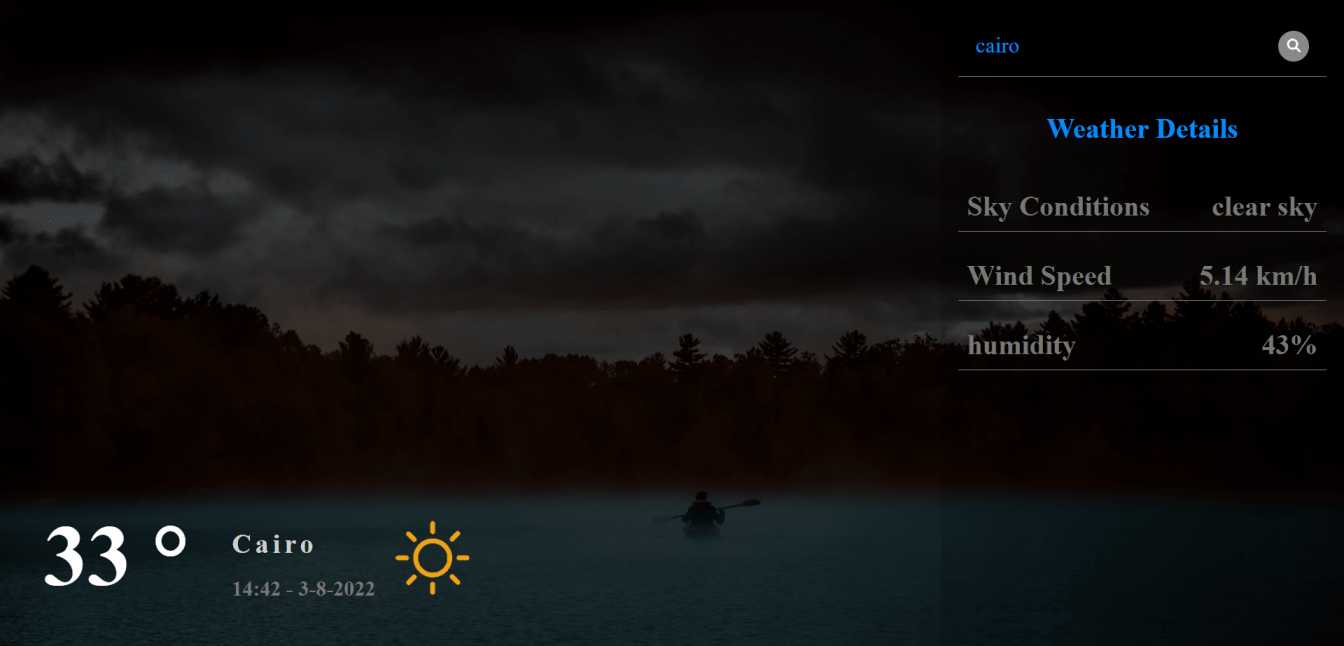 cairo
Weather Details
Sky Conditions clear sky
Wind Speed 5.14 km/h
humidity 43%
33 °
Cairo
14:42 - 3-8-2022